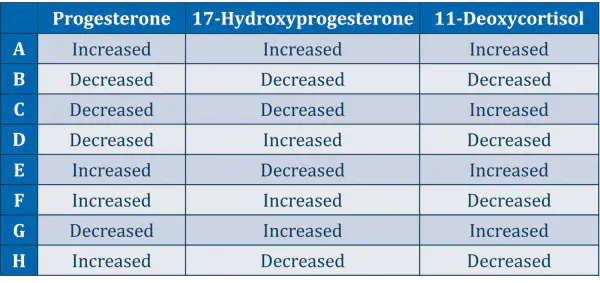 Progesterone 17-Hydroxyprogesterone 11-Deoxycortisol
A Increased Increased Increased
B Decreased Decreased Decreased
C Decreased Decreased Increased
D Decreased Increased Decreased
E Increased Decreased Increased
F Increased Increased Decreased
G Decreased Increased Increased
H Increased Decreased Decreased